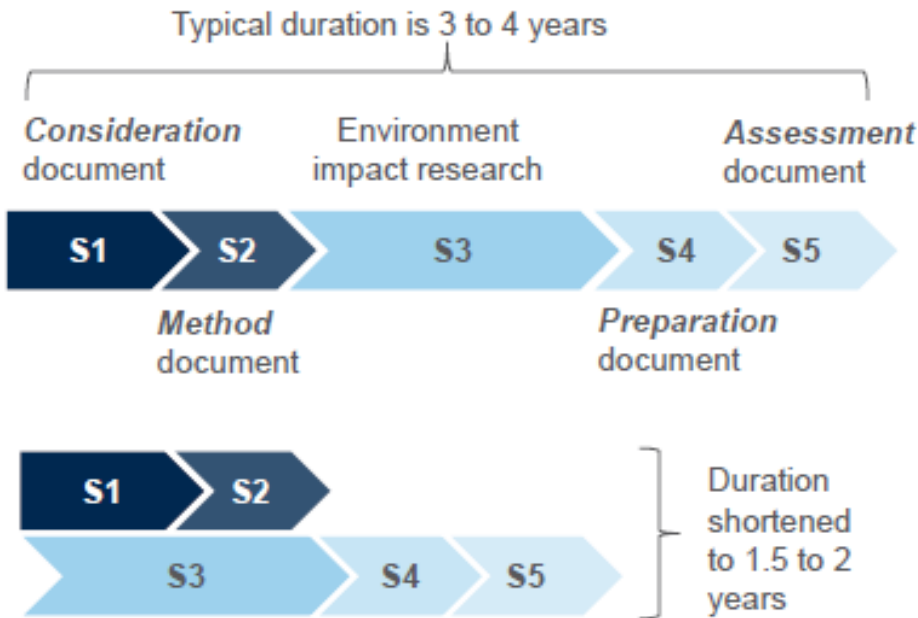 Typical duration is 3 to 4 years
Consideration
document
Environment
impact research
Assessment
document
S1
S2
S3
S4
S5
Method
document
Preparation
document
S1
S2
S3
S4
S5
Duration
shortened
to 1.5 to 2
years